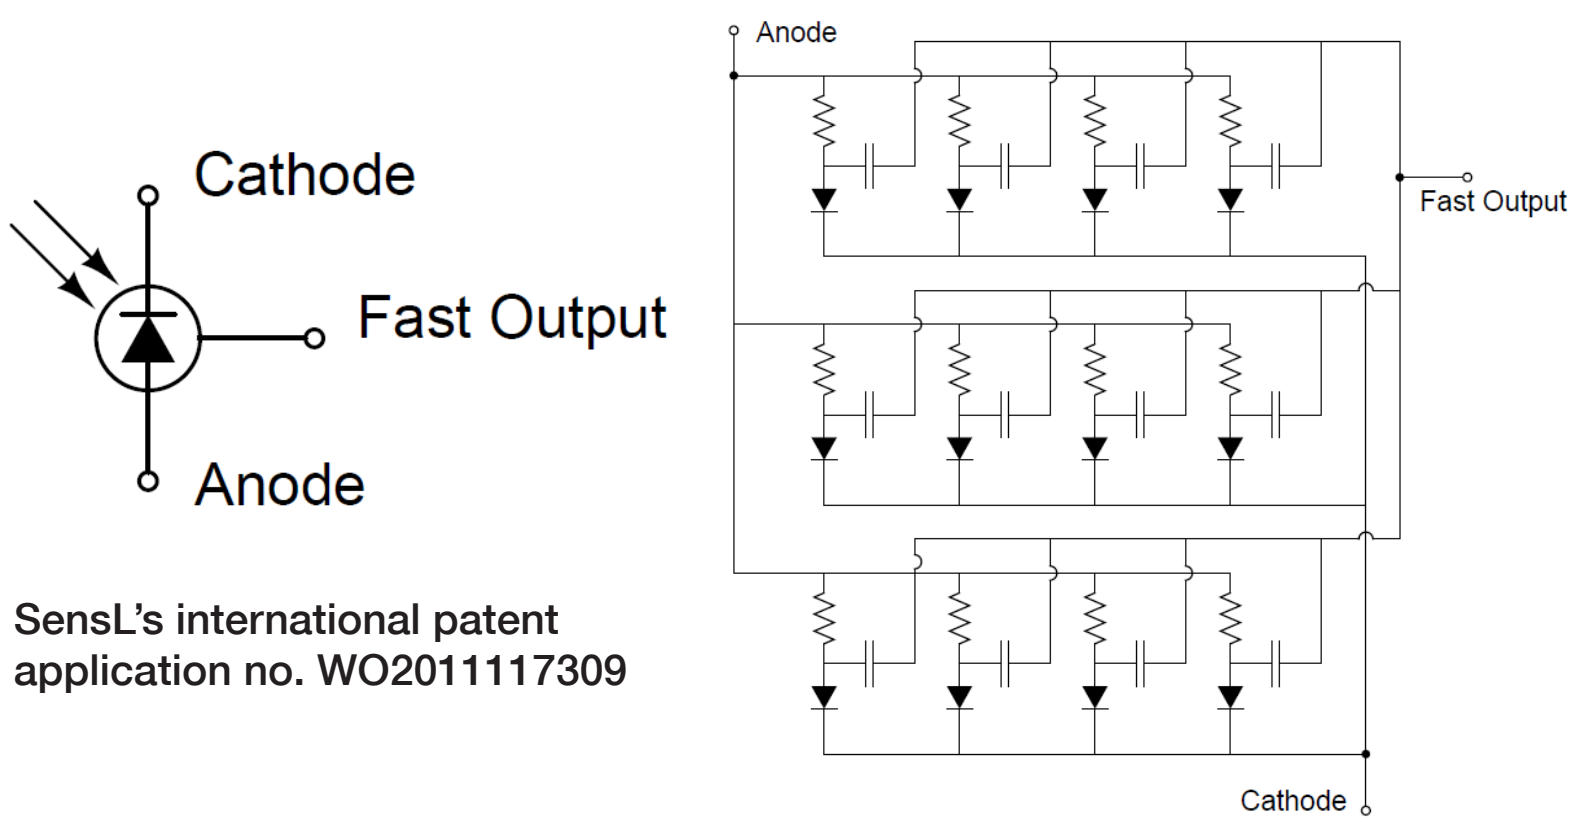 Cathode
Fast Output
Anode
SensL’s international patent
application no. WO2011117309
Anode
Fast Output
Cathode